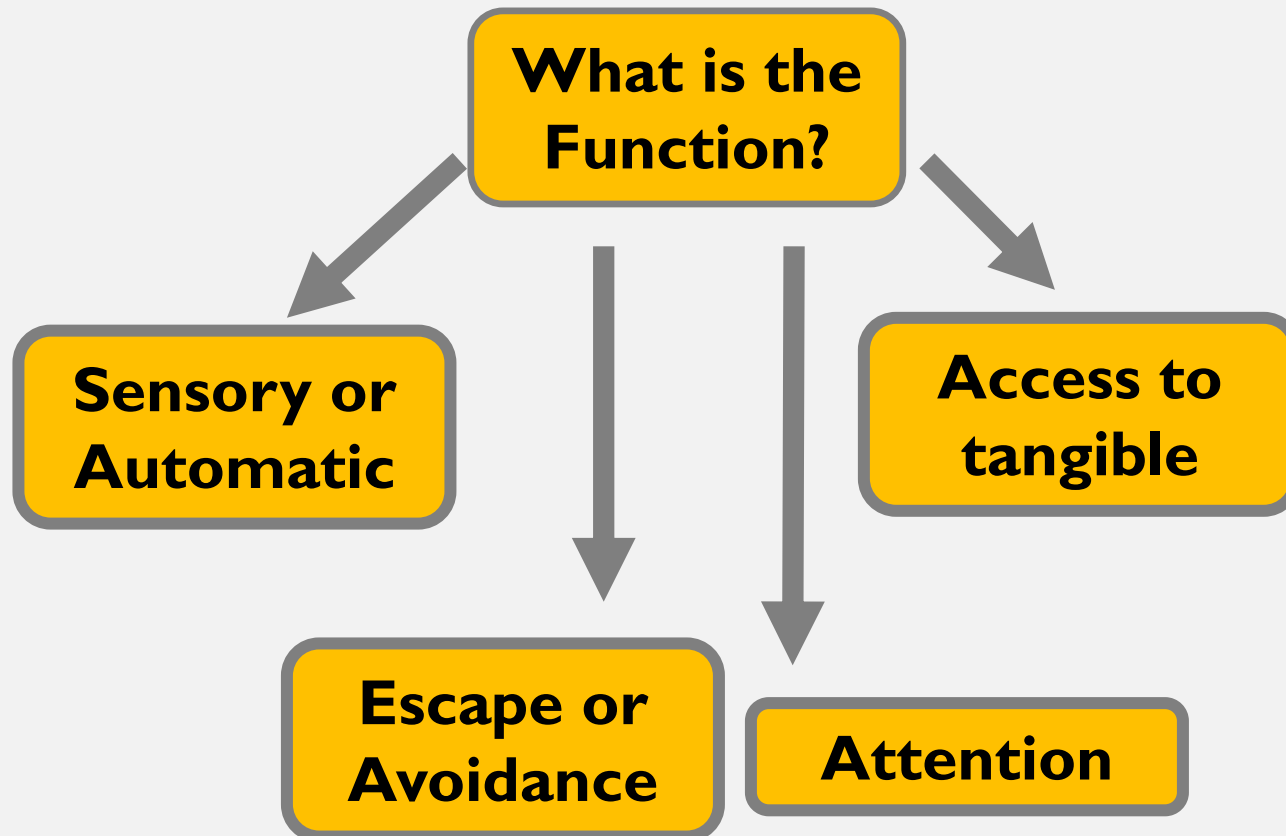 What is the
Function?
Sensory or
Automatic
Access to
tangible
Escape or
Avoidance
Attention